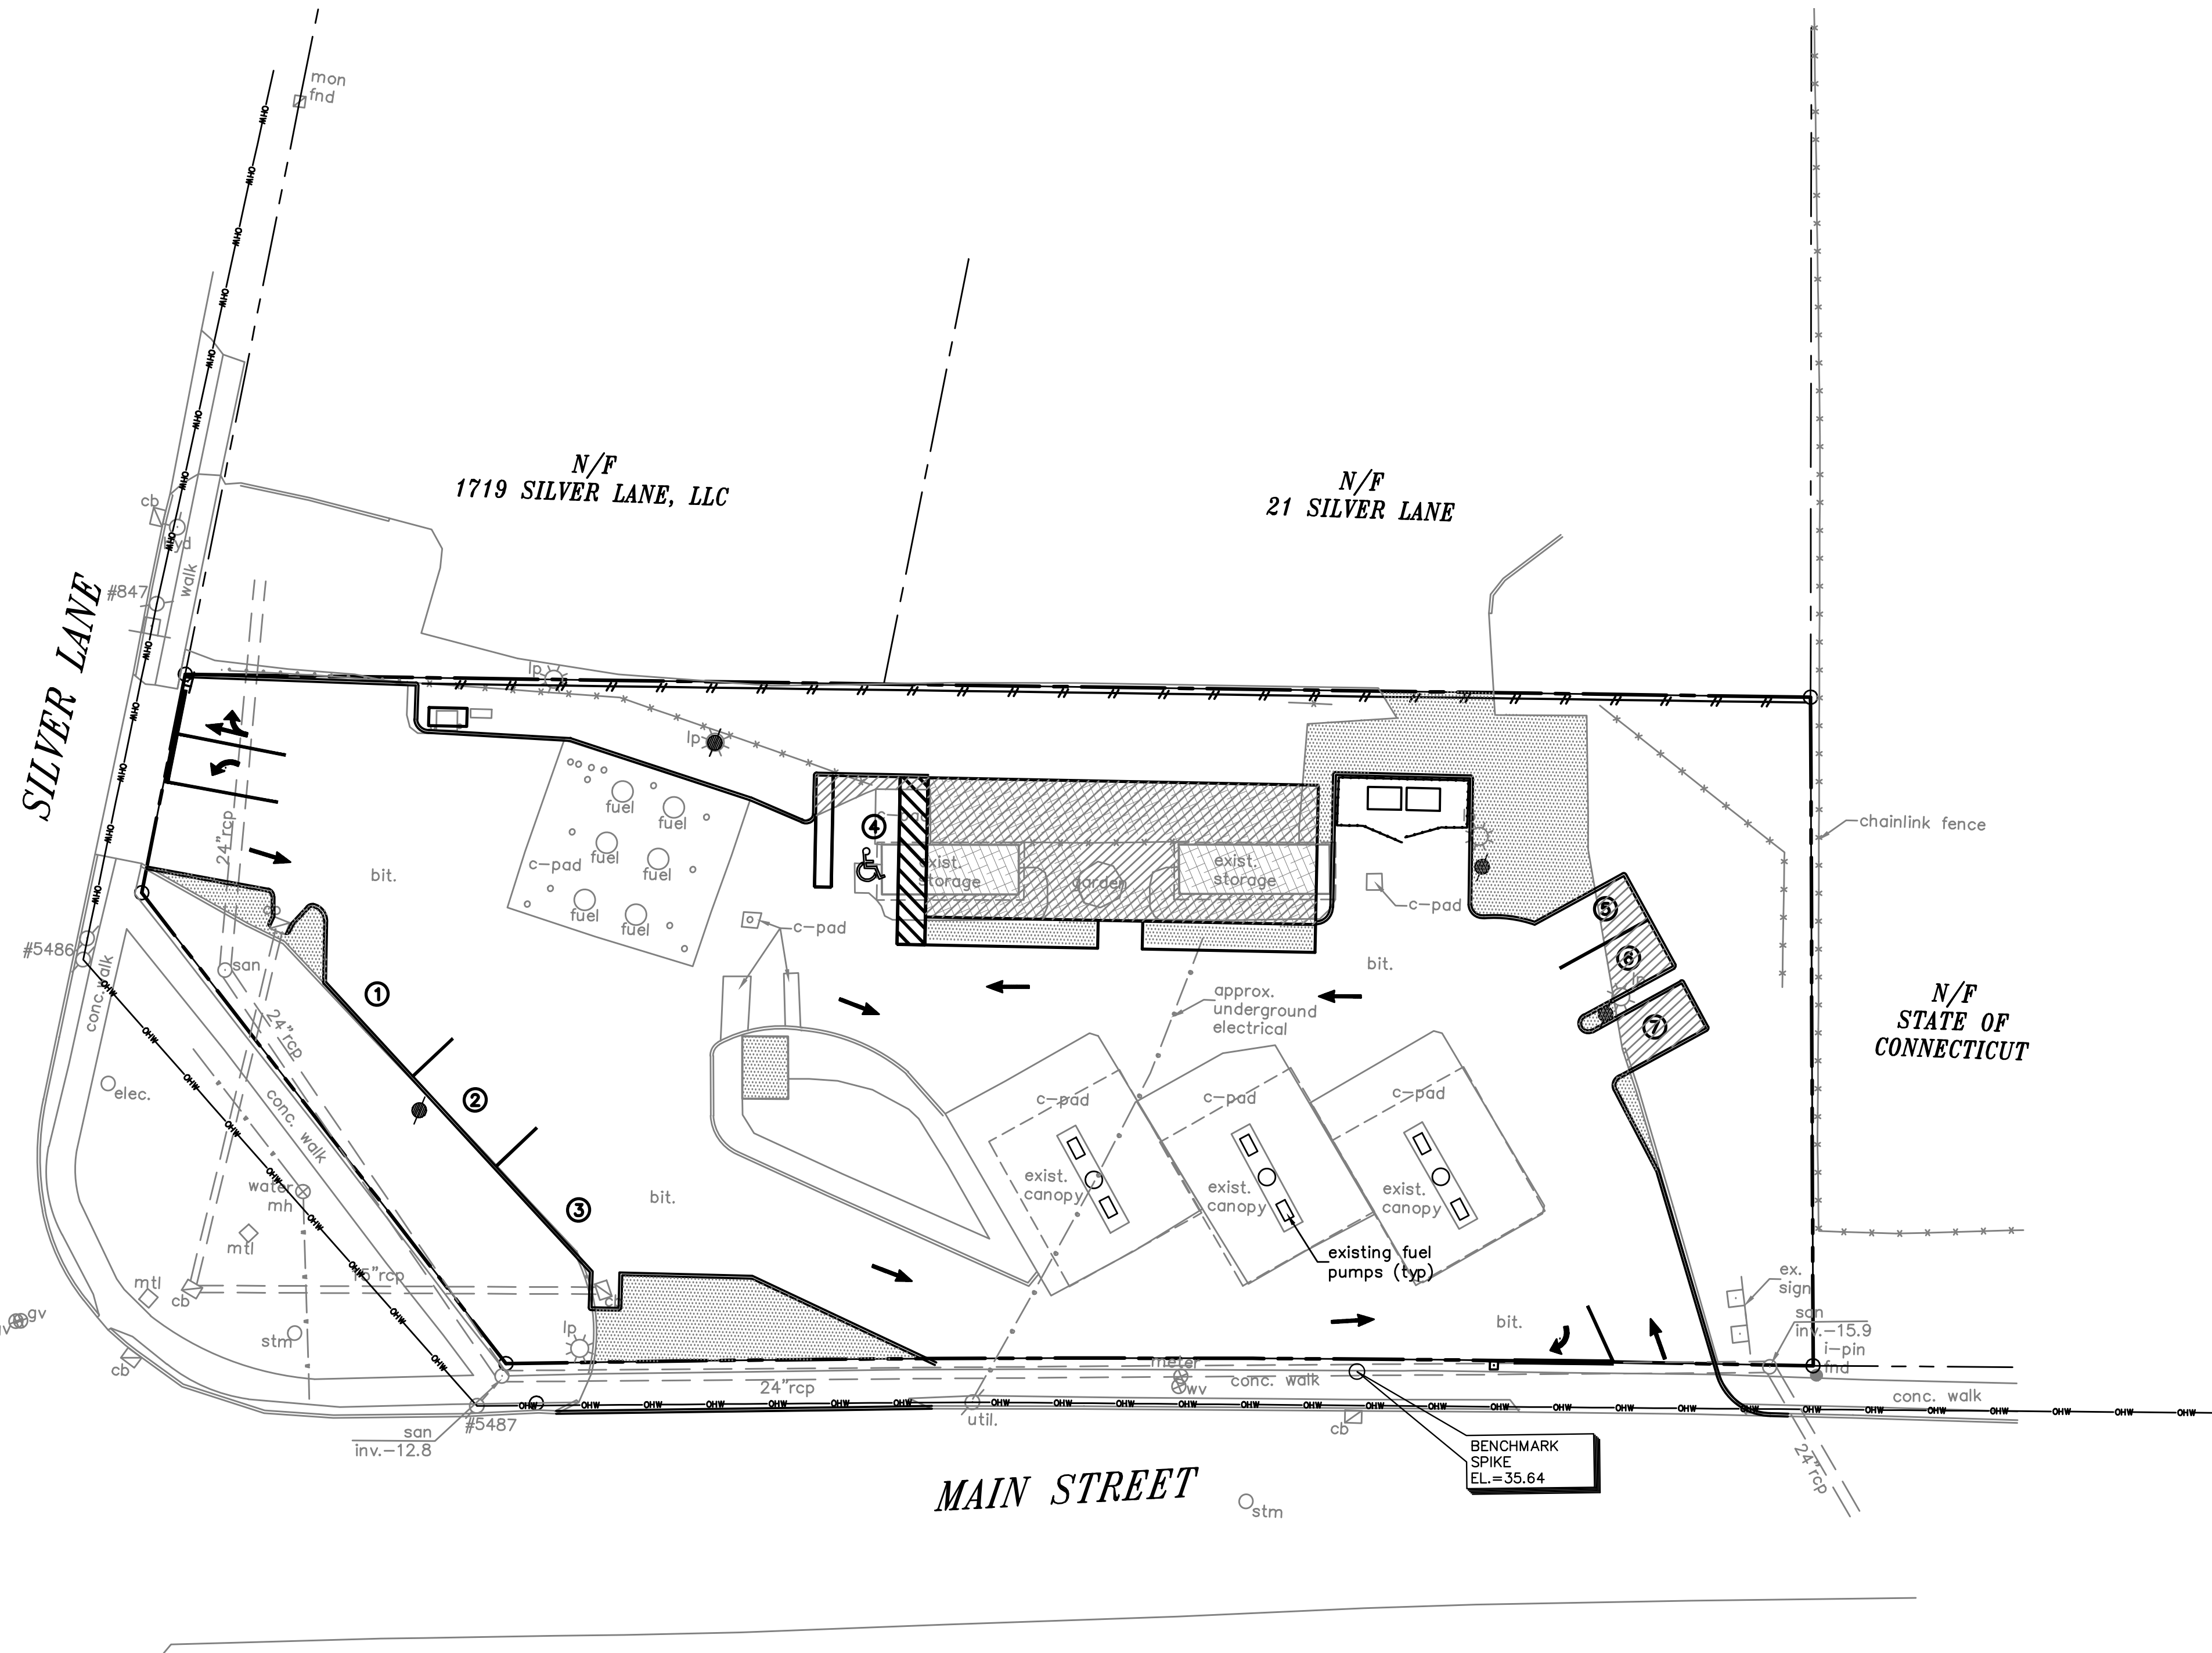 mon
fnd
OHW
N/F
1719 SILVER LANE, LLC
N/F
21 SILVER LANE
cb
hyd
walk
#847
SILVER LANE
lp
lp
24"rcp
bit.
fuel
fuel
fuel
fuel
fuel
fuel
c-pad
4
exist.
storage
garden
exist.
storage
c-pad
c-pad
chainlink fence
5
6
lp
7
#5486
conc. walk
san
1
24"rcp
bit.
approx.
underground
electrical
N/F
STATE OF
CONNECTICUT
elec.
conc. walk
2
c-pad
c-pad
c-pad
water
mh
3
bit.
exist.
canopy
exist.
canopy
exist.
canopy
mtl
mtl
cb
15"rcp
existing fuel
pumps (typ)
ex.
sign
gv
gv
stm
cb
lp
bit.
san
inv.-15.9
i-pin
fnd
meter
wv
24"rcp
conc. walk
conc. walk
#5487
util.
cb
san
inv.-12.8
BENCHMARK
SPIKE
EL.=35.64
24"rcp
MAIN STREET
stm